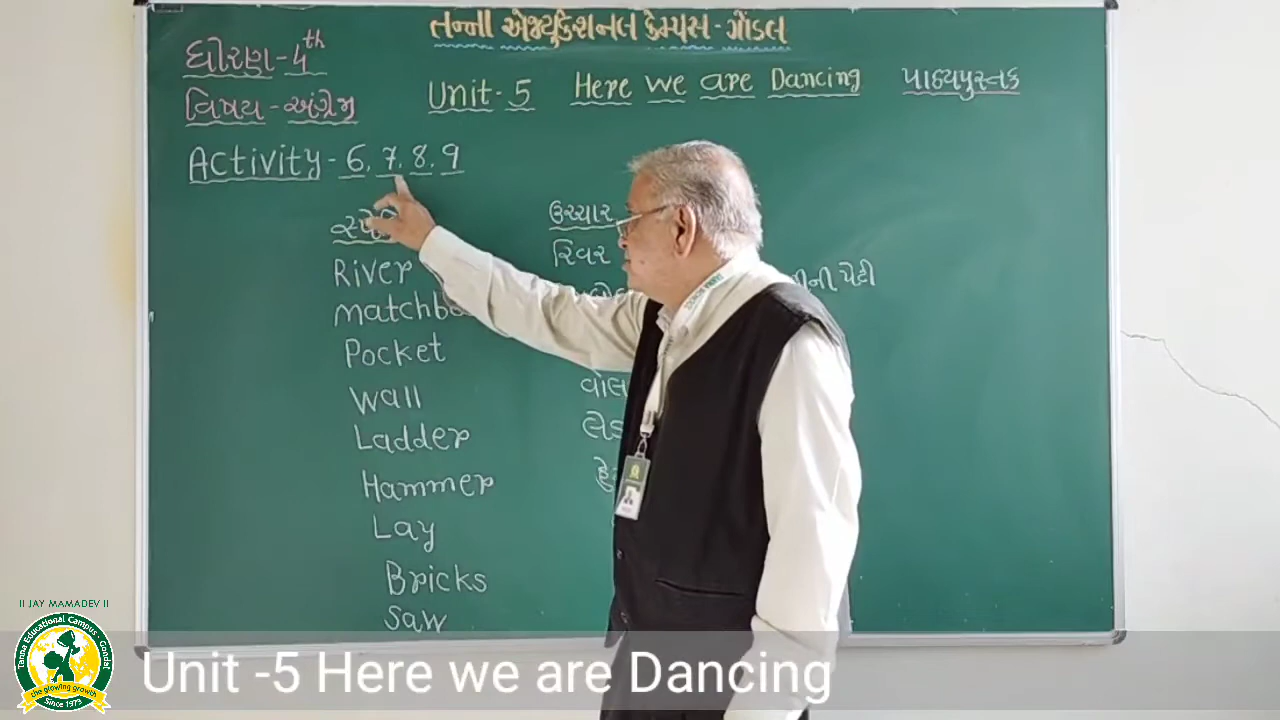 તન્ના એજ્યુકેશનલ કેમ્પસ - ગોંડલ
ધોરણ - 4th
વિષય - અંગ્રેજી
Unit - 5 Here we are Dancing પાઠ્યપુસ્તક
Activity - 6, 7, 8, 9
ઉચ્ચાર
River રિવર
પેટી
Pocket
Wall
Ladder
Hammer
Lay
Bricks
Saw
II JAY MAMADEV II
Tanna Educational Campus - Gondal
the glowing growth
Since 1973
Unit -5 Here we are Dancing